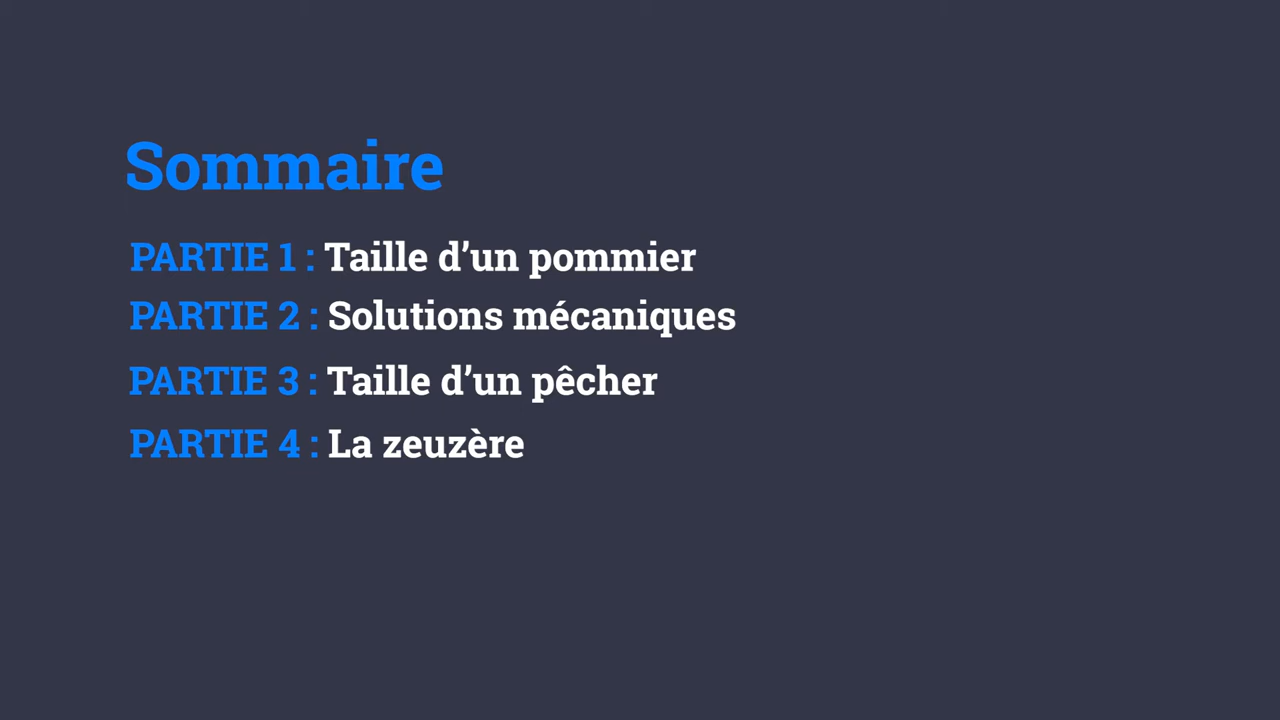 Sommaire
PARTIE 1 : Taille d’un pommier
PARTIE 2 : Solutions mécaniques
PARTIE 3 : Taille d’un pêcher
PARTIE 4 : La zeuzère